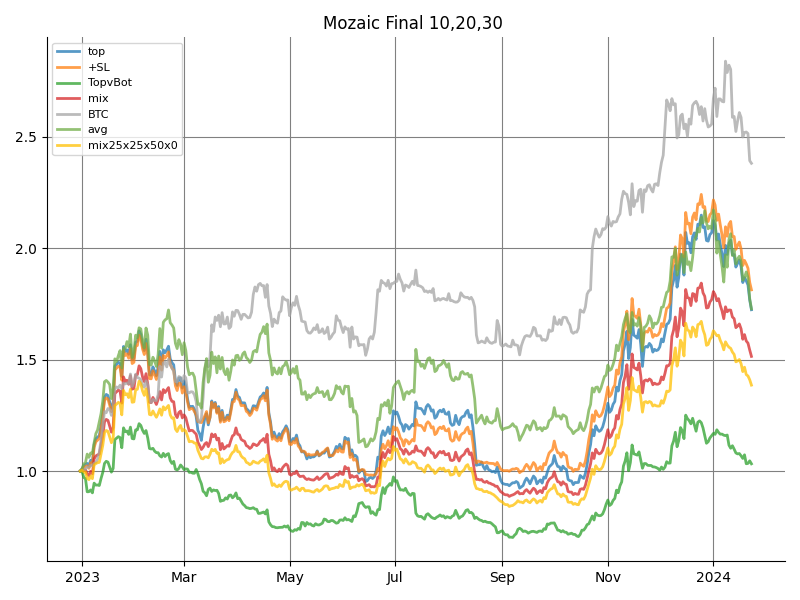 Mozaic Final 10,20,30
top
+SL
TopvBot
mix
BTC
avg
mix25x25x50x0
2.5
2.0
1.5
1.0
2023
Mar
May
Jul
Sep
Nov
2024